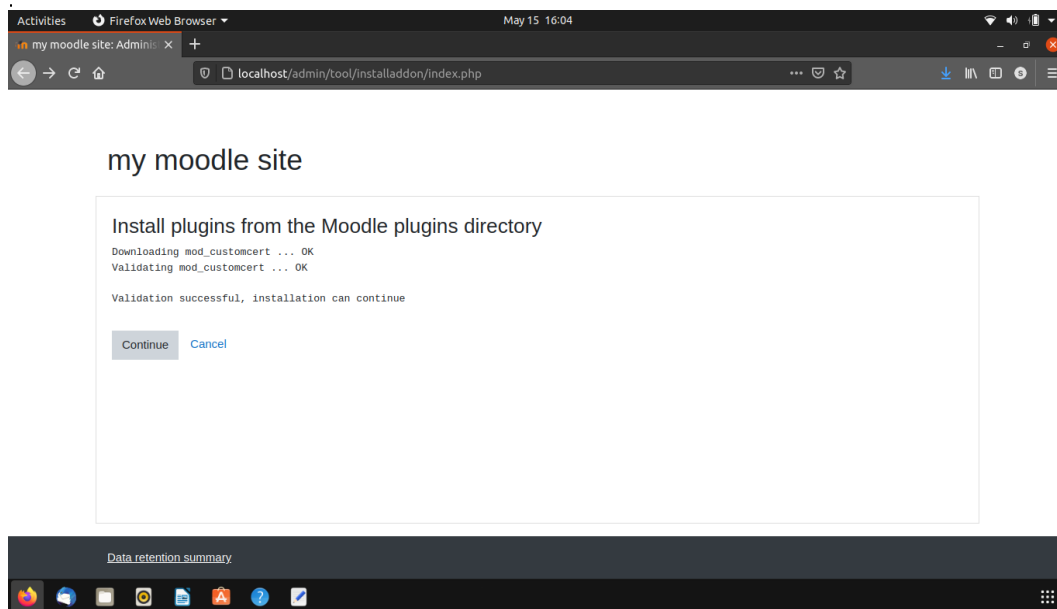 Activities Firefox Web Browser May 15 16:04
my moodle site: Adminis
localhost/admin/tool/installaddon/index.php
my moodle site
Install plugins from the Moodle plugins directory
Downloading mod_customcert ... OK
Validating mod_customcert ... OK
Validation successful, installation can continue
Continue Cancel
Data retention summary